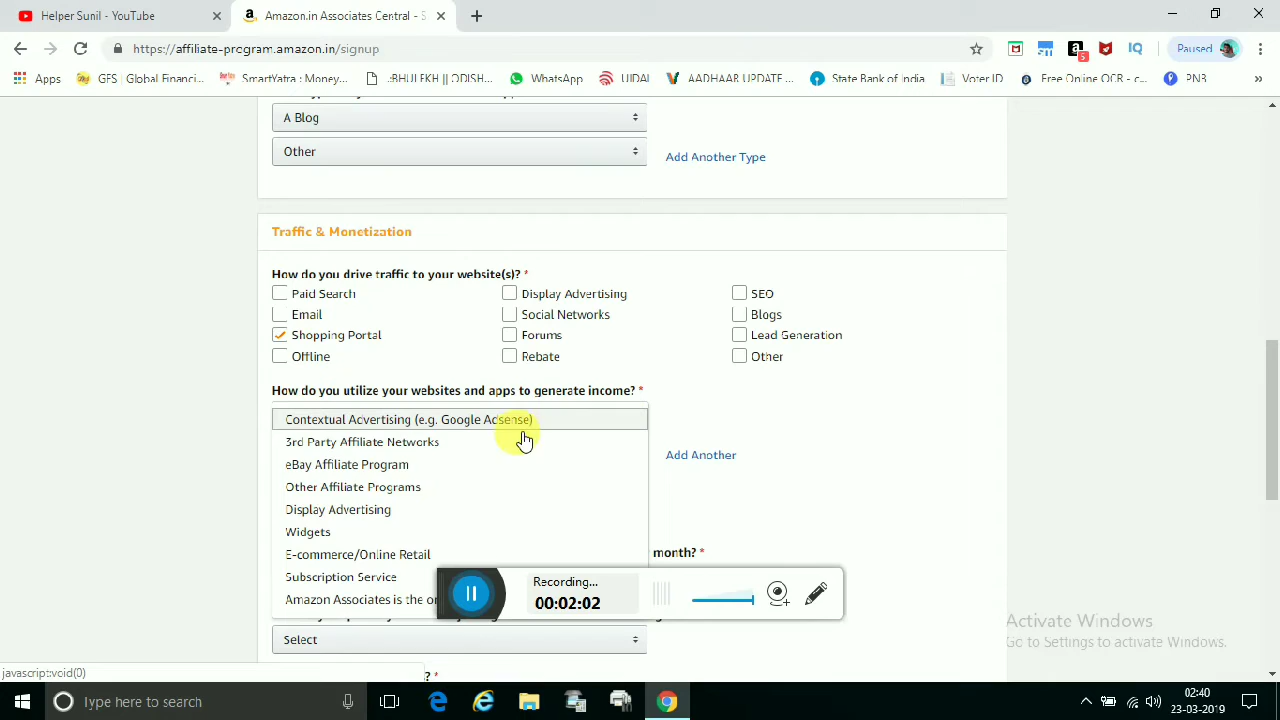 Helper Sunil - YouTube
Amazon.in Associates Central - S
https://affiliate-program.amazon.in/signup
Paused
Apps
GFS | Global Financi...
SmartYatra : Money...
:BHULEKH || ODISH...
WhatsApp
UIDAI
AADHAAR UPDATE ...
State Bank of India
Voter ID
Free Online OCR - c...
PNB
»
A Blog
Other
Add Another Type
Traffic & Monetization
How do you drive traffic to your website(s)? *
Paid Search
Display Advertising
SEO
Email
Social Networks
Blogs
Shopping Portal
Forums
Lead Generation
Offline
Rebate
Other
How do you utilize your websites and apps to generate income? *
Contextual Advertising (e.g. Google Adsense)
3rd Party Affiliate Networks
Add Another
eBay Affiliate Program
Other Affiliate Programs
Display Advertising
Widgets
E-commerce/Online Retail
month? *
Subscription Service
Amazon Associates is the
Recording...
00:02:02
Select
Activate Windows
Go to Settings to activate Windows.
javascript:void(0)
? *
Type here to search
02:40
23-03-2019